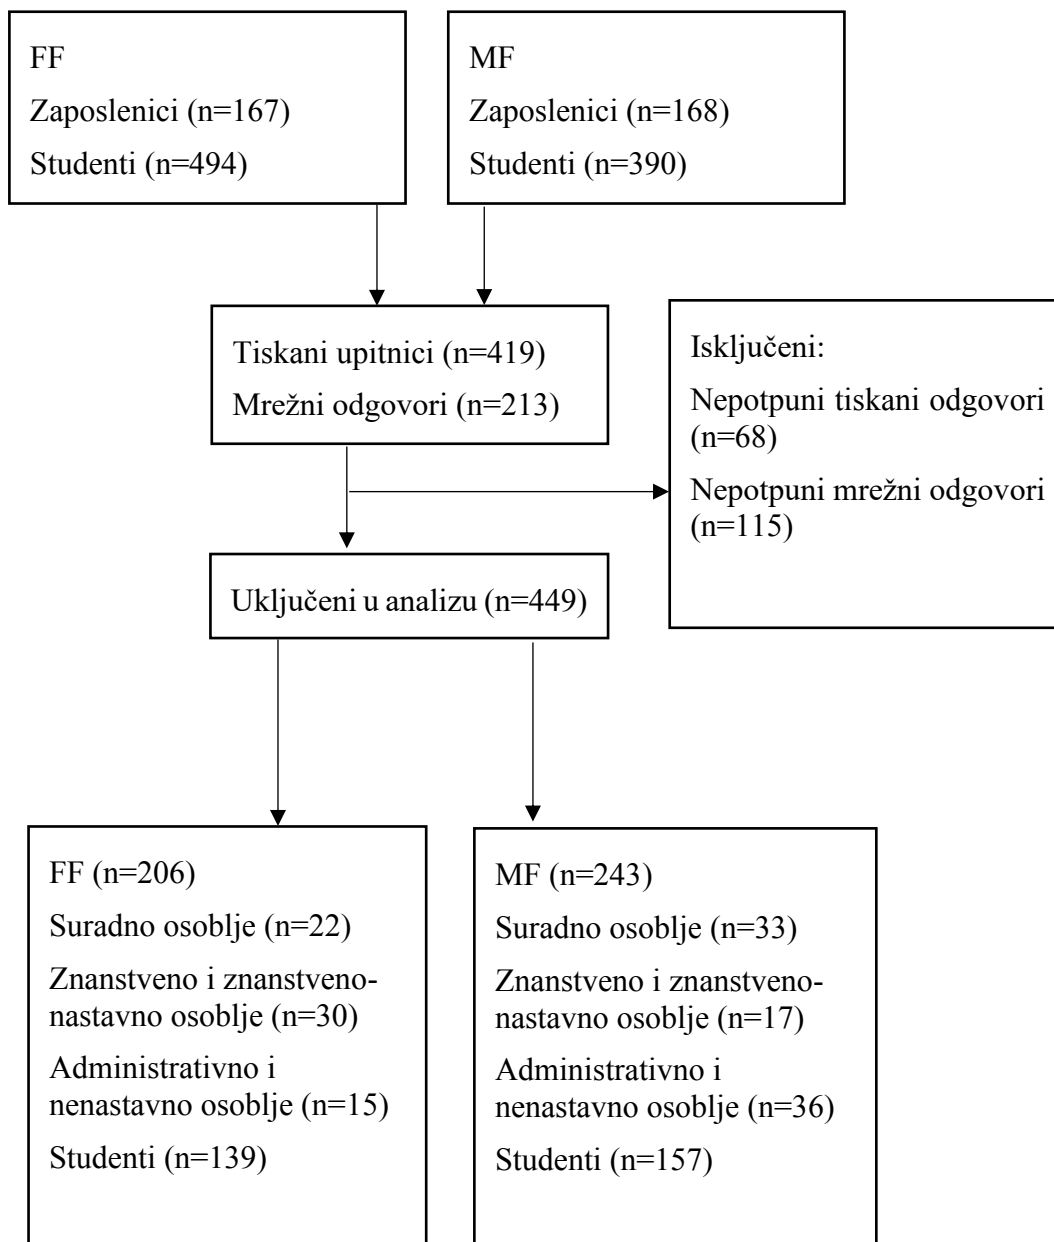 FF
Zaposlenici (n=167)
Studenti (n=494)
MF
Zaposlenici (n=168)
Studenti (n=390)
Tiskani upitnici (n=419)
Mrežni odgovori (n=213)
Isključeni:
Nepotpuni tiskani odgovori
(n=68)
Nepotpuni mrežni odgovori
(n=115)
Uključeni u analizu (n=449)
FF (n=206)
Suradno osoblje (n=22)
Znanstveno i znanstveno-
nastavno osoblje (n=30)
Administrativno i
nenastavno osoblje (n=15)
Studenti (n=139)
MF (n=243)
Suradno osoblje (n=33)
Znanstveno i znanstveno-
nastavno osoblje (n=17)
Administrativno i
nenastavno osoblje (n=36)
Studenti (n=157)